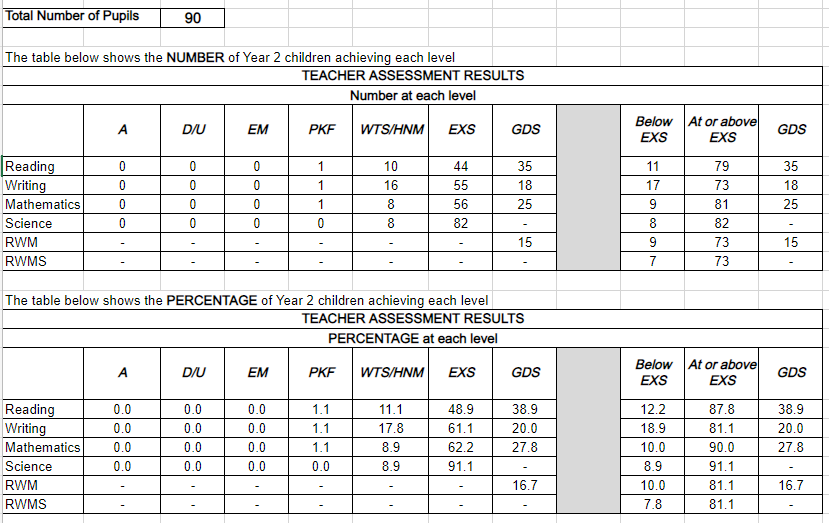 Total Number of Pupils 90
The table below shows the NUMBER of Year 2 children achieving each level
TEACHER ASSESSMENT RESULTS
Number at each level
A D/U EM PKF WTS/HNM EXS GDS Below EXS At or above EXS GDS
Reading 0 0 0 1 10 44 35 11 79 35
Writing 0 0 0 1 16 55 18 17 73 18
Mathematics 0 0 0 1 8 56 25 9 81 25
Science 0 0 0 0 8 82 - 8 82 -
RWM - - - - - - 15 9 73 15
RWMS - - - - - - - 7 73 -
The table below shows the PERCENTAGE of Year 2 children achieving each level
TEACHER ASSESSMENT RESULTS
PERCENTAGE at each level
A D/U EM PKF WTS/HNM EXS GDS Below EXS At or above EXS GDS
Reading 0.0 0.0 0.0 1.1 11.1 48.9 38.9 12.2 87.8 38.9
Writing 0.0 0.0 0.0 1.1 17.8 61.1 20.0 18.9 81.1 20.0
Mathematics 0.0 0.0 0.0 1.1 8.9 62.2 27.8 10.0 90.0 27.8
Science 0.0 0.0 0.0 0.0 8.9 91.1 - 8.9 91.1 -
RWM - - - - - - 16.7 10.0 81.1 16.7
RWMS - - - - - - - 7.8 81.1 -